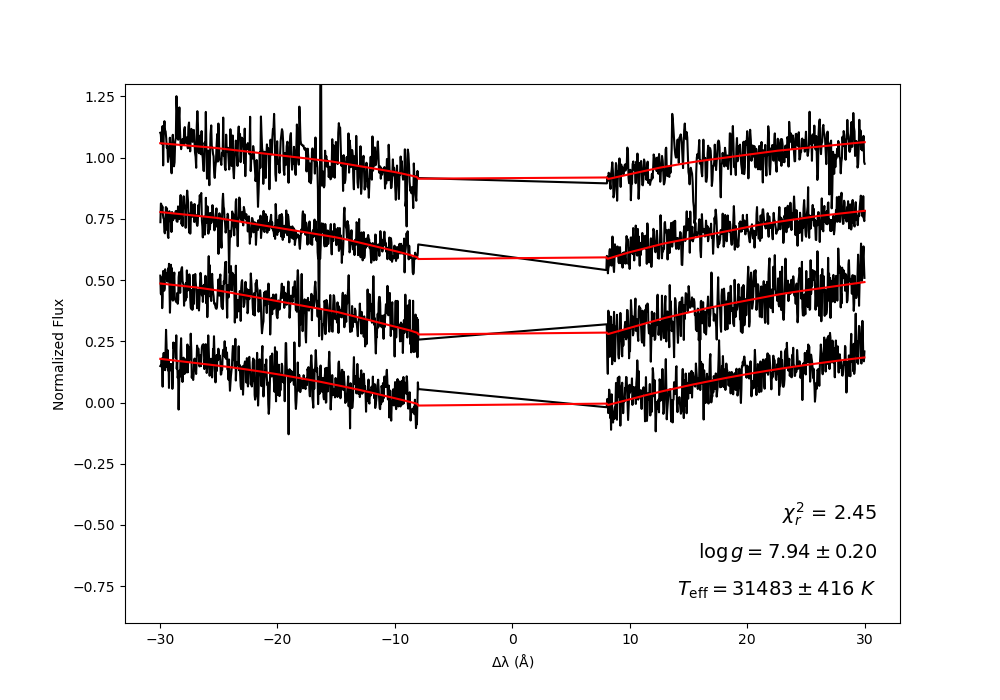 1.25
1.00
0.75
0.50
0.25
0.00
−0.25
−0.50
−0.75
Normalized Flux
χ²ᵣ = 2.45
log g = 7.94 ± 0.20
T_eff = 31483 ± 416 K
−30 −20 −10 0 10 20 30
Δλ (Å)